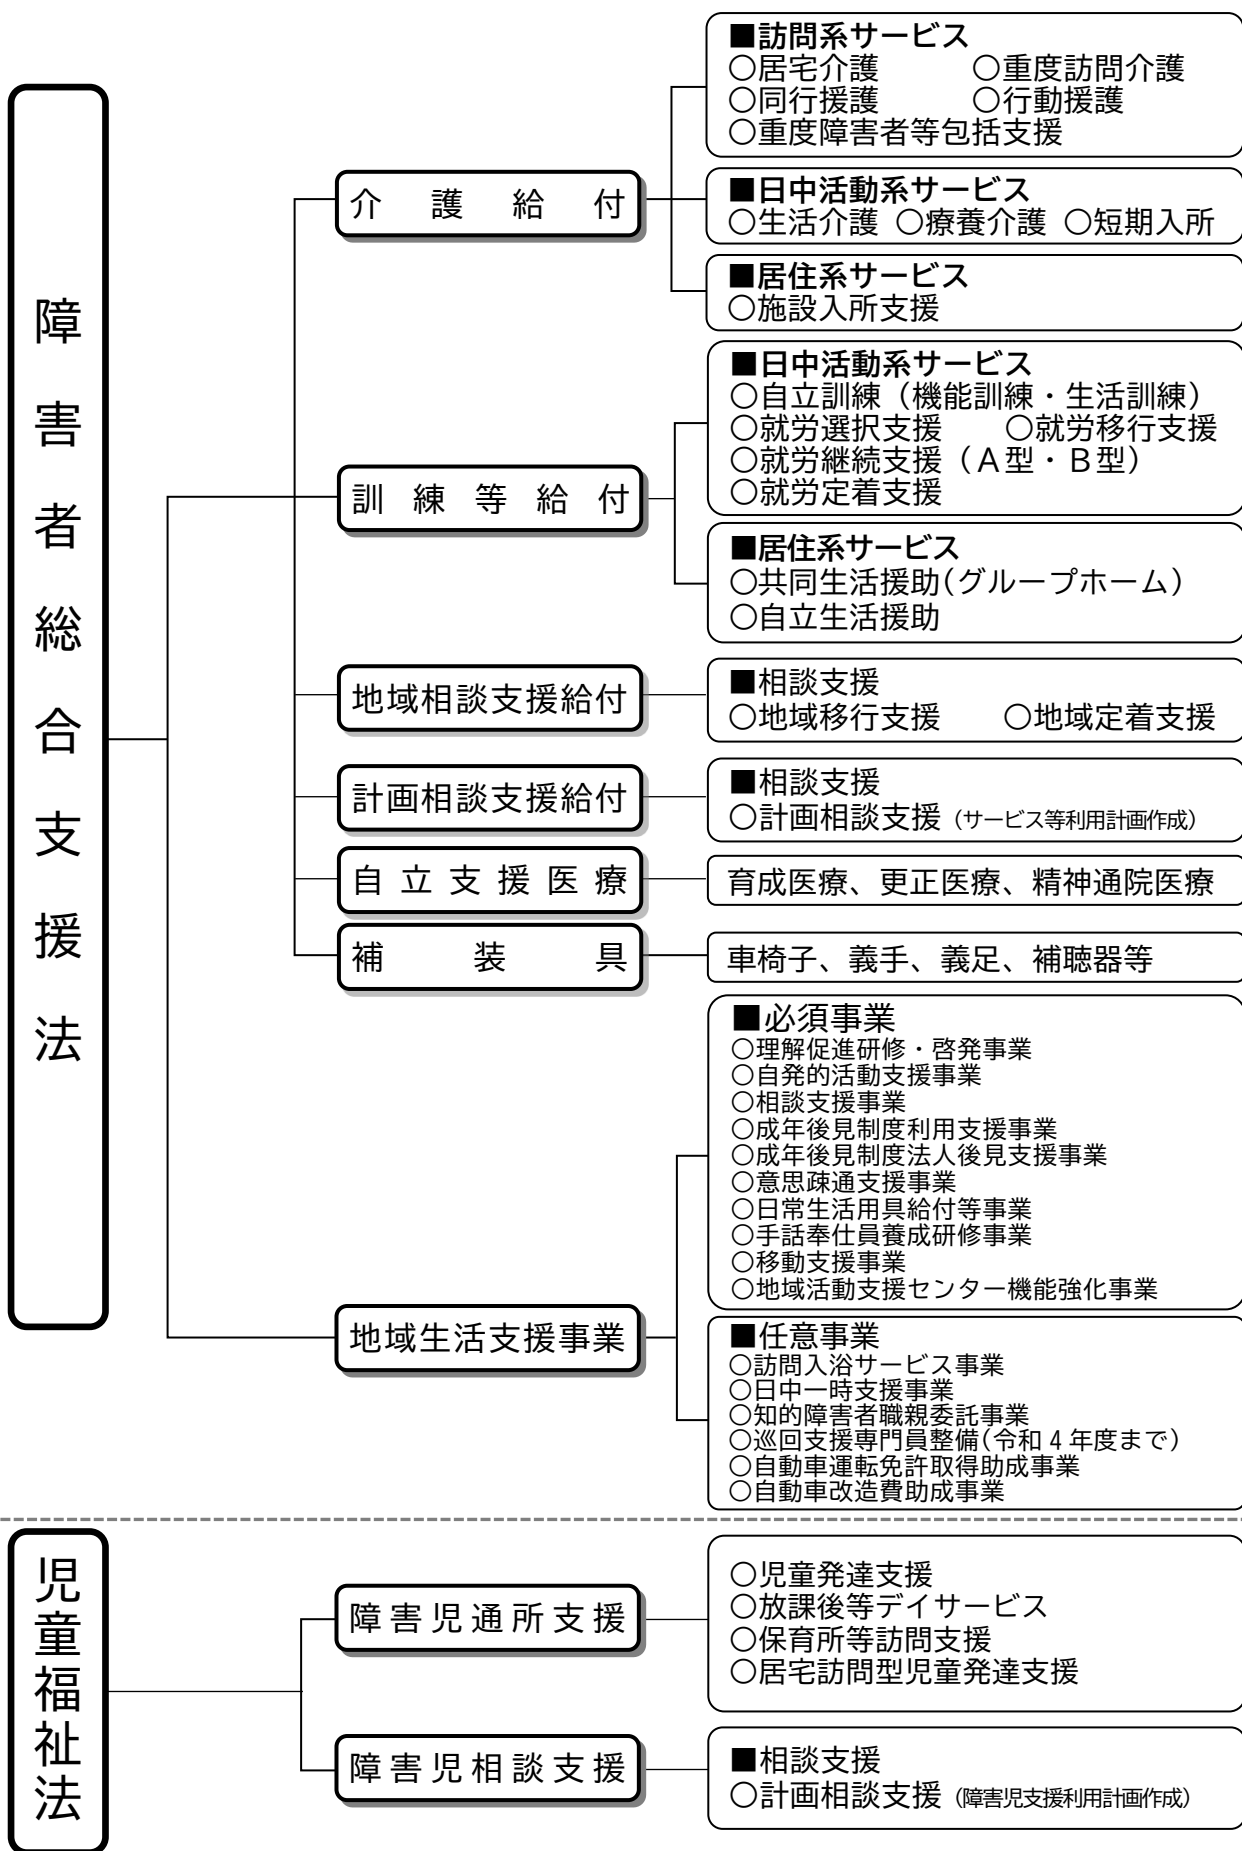 障害者総合支援法
介護給付
■訪問系サービス
○居宅介護 ○重度訪問介護
○同行援護 ○行動援護
○重度障害者等包括支援
■日中活動系サービス
○生活介護 ○療養介護 ○短期入所
■居住系サービス
○施設入所支援
訓練等給付
■日中活動系サービス
○自立訓練（機能訓練・生活訓練）
○就労選択支援 ○就労移行支援
○就労継続支援（Ａ型・Ｂ型）
○就労定着支援
■居住系サービス
○共同生活援助(グループホーム)
○自立生活援助
地域相談支援給付
■相談支援
○地域移行支援 ○地域定着支援
計画相談支援給付
■相談支援
○計画相談支援（サービス等利用計画作成）
自立支援医療
育成医療、更正医療、精神通院医療
補装具
車椅子、義手、義足、補聴器等
地域生活支援事業
■必須事業
○理解促進研修・啓発事業
○自発的活動支援事業
○相談支援事業
○成年後見制度利用支援事業
○成年後見制度法人後見支援事業
○意思疎通支援事業
○日常生活用具給付等事業
○手話奉仕員養成研修事業
○移動支援事業
○地域活動支援センター機能強化事業
■任意事業
○訪問入浴サービス事業
○日中一時支援事業
○知的障害者職親委託事業
○巡回支援専門員整備(令和４年度まで)
○自動車運転免許取得助成事業
○自動車改造費助成事業
児童福祉法
障害児通所支援
○児童発達支援
○放課後等デイサービス
○保育所等訪問支援
○居宅訪問型児童発達支援
障害児相談支援
■相談支援
○計画相談支援（障害児支援利用計画作成）